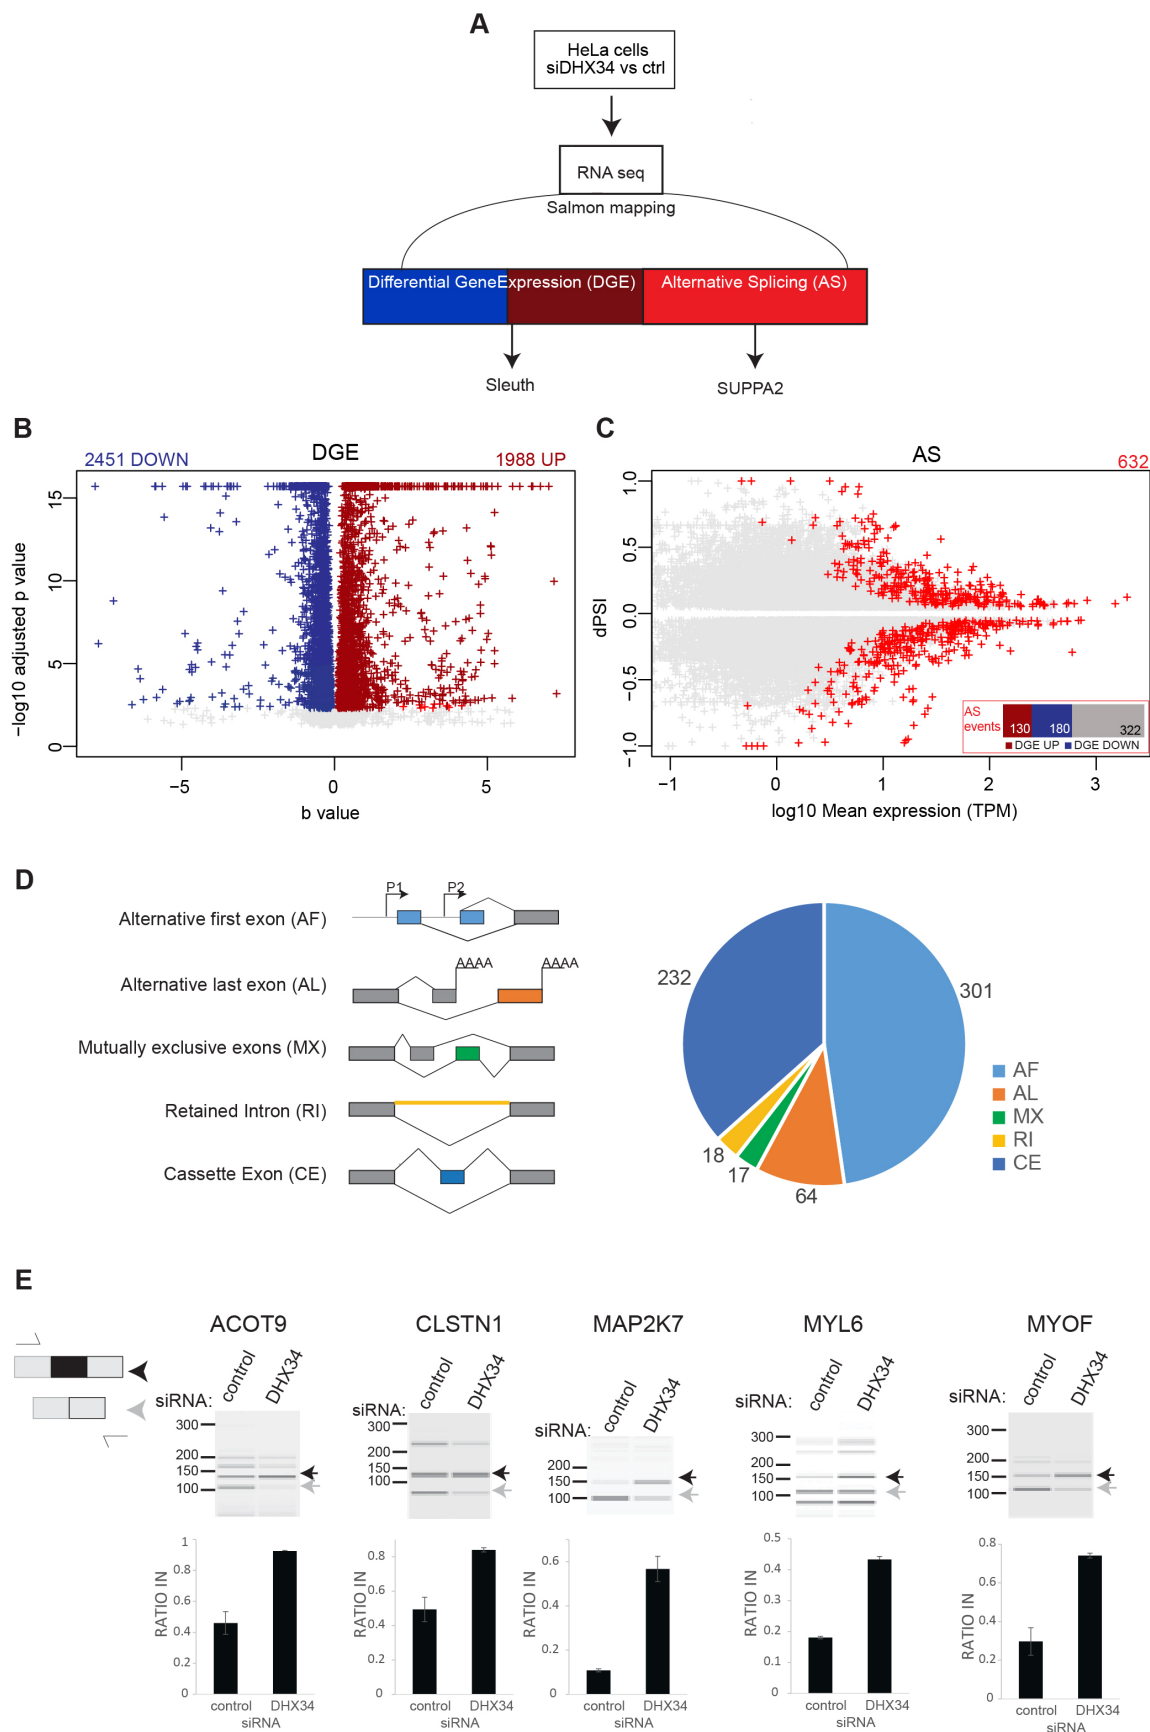 A
HeLa cells
siDHX34 vs ctrl
RNA seq
Salmon mapping
Differential GeneExpression (DGE)
Alternative Splicing (AS)
Sleuth
SUPPA2
B
DGE
2451 DOWN
1988 UP
−log10 adjusted p value
15
10
5
0
−5
0
5
b value
C
AS
632
dPSI
1.0
0.5
0.0
−0.5
−1.0
AS
events
130
180
322
DGE UP
DGE DOWN
−1
0
1
2
3
log10 Mean expression (TPM)
D
Alternative first exon (AF)
P1
P2
Alternative last exon (AL)
AAAA
AAAA
Mutually exclusive exons (MX)
Retained Intron (RI)
Cassette Exon (CE)
232
301
18
17
64
AF
AL
MX
RI
CE
E
ACOT9
siRNA:
control
DHX34
300
200
150
100
RATIO IN
1
0.8
0.6
0.4
0.2
0
control
DHX34
siRNA
CLSTN1
siRNA:
control
DHX34
300
200
150
100
RATIO IN
0.8
0.6
0.4
0.2
0
control
DHX34
siRNA
MAP2K7
siRNA:
control
DHX34
200
150
100
RATIO IN
0.6
0.4
0.2
0
control
DHX34
siRNA
MYL6
siRNA:
control
DHX34
300
200
150
100
RATIO IN
0.5
0.4
0.3
0.2
0.1
0
control
DHX34
siRNA
MYOF
siRNA:
control
DHX34
300
200
150
100
RATIO IN
0.8
0.6
0.4
0.2
0
control
DHX34
siRNA